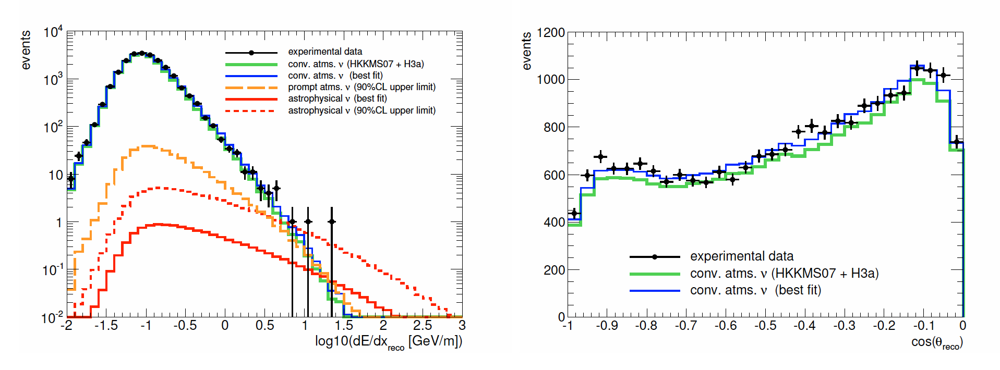 events
10^4
10^3
10^2
10
1
10^-1
10^-2
-2 -1.5 -1 -0.5 0 0.5 1 1.5 2 2.5 3
log10(dE/dx_reco [GeV/m])
experimental data
conv. atms. ν (HKKMS07 + H3a)
conv. atms. ν (best fit)
prompt atms. ν (90%CL upper limit)
astrophysical ν (best fit)
astrophysical ν (90%CL upper limit)
events
1200
1000
800
600
400
200
0
-1 -0.9 -0.8 -0.7 -0.6 -0.5 -0.4 -0.3 -0.2 -0.1 0
cos(θ_reco)
experimental data
conv. atms. ν (HKKMS07 + H3a)
conv. atms. ν (best fit)